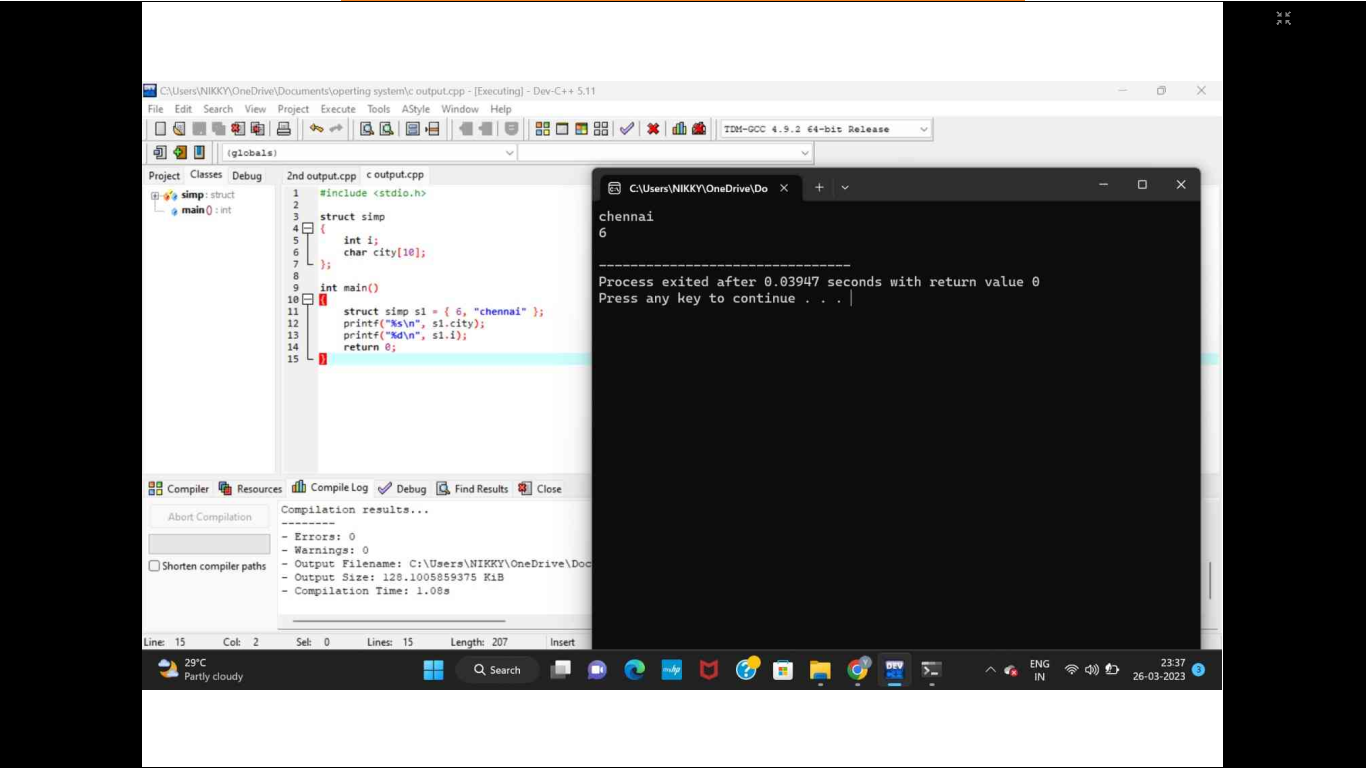 C:\Users\NIKKY\OneDrive\Documents\operting system\c output.cpp - [Executing] - Dev-C++ 5.11
File Edit Search View Project Execute Tools AStyle Window Help
TDM-GCC 4.9.2 64-bit Release
(globals)
Project Classes Debug
2nd output.cpp c output.cpp
simp : struct
main() : int
1 #include <stdio.h>
2
3 struct simp
4 {
5 int i;
6 char city[10];
7 };
8
9 int main()
10 {
11 struct simp s1 = { 6, "chennai" };
12 printf("%s\n", s1.city);
13 printf("%d\n", s1.i);
14 return 0;
15 }
C:\Users\NIKKY\OneDrive\Do
chennai
6
--------------------------------
Process exited after 0.03947 seconds with return value 0
Press any key to continue . . .
Compiler Resources Compile Log Debug Find Results Close
Abort Compilation
Shorten compiler paths
Compilation results...
--------
- Errors: 0
- Warnings: 0
- Output Filename: C:\Users\NIKKY\OneDrive\Doc
- Output Size: 128.1005859375 KiB
- Compilation Time: 1.08s
Line: 15 Col: 2 Sel: 0 Lines: 15 Length: 207 Insert
29°C
Partly cloudy
Search
DEV
ENG
IN
23:37
26-03-2023
3